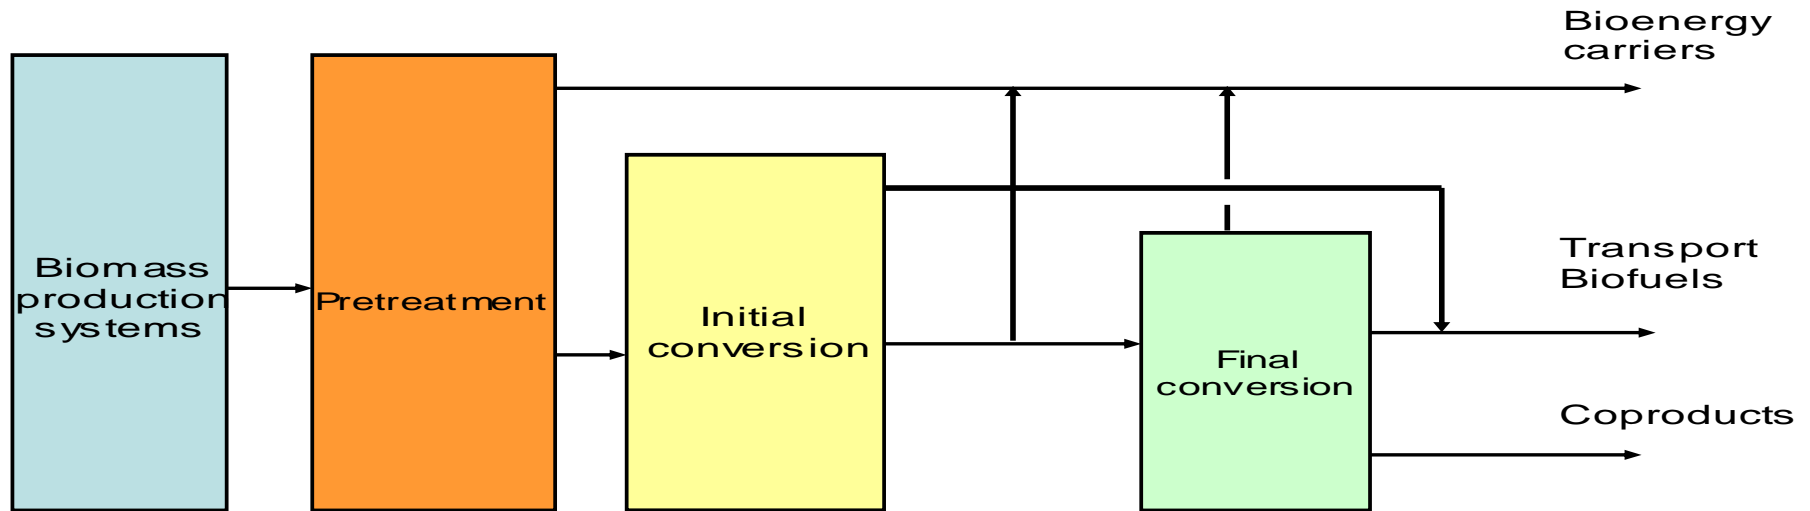 Bioenergy
carriers
Biomass
production
systems
Pretreatment
Initial
conversion
Final
conversion
Transport
Biofuels
Coproducts